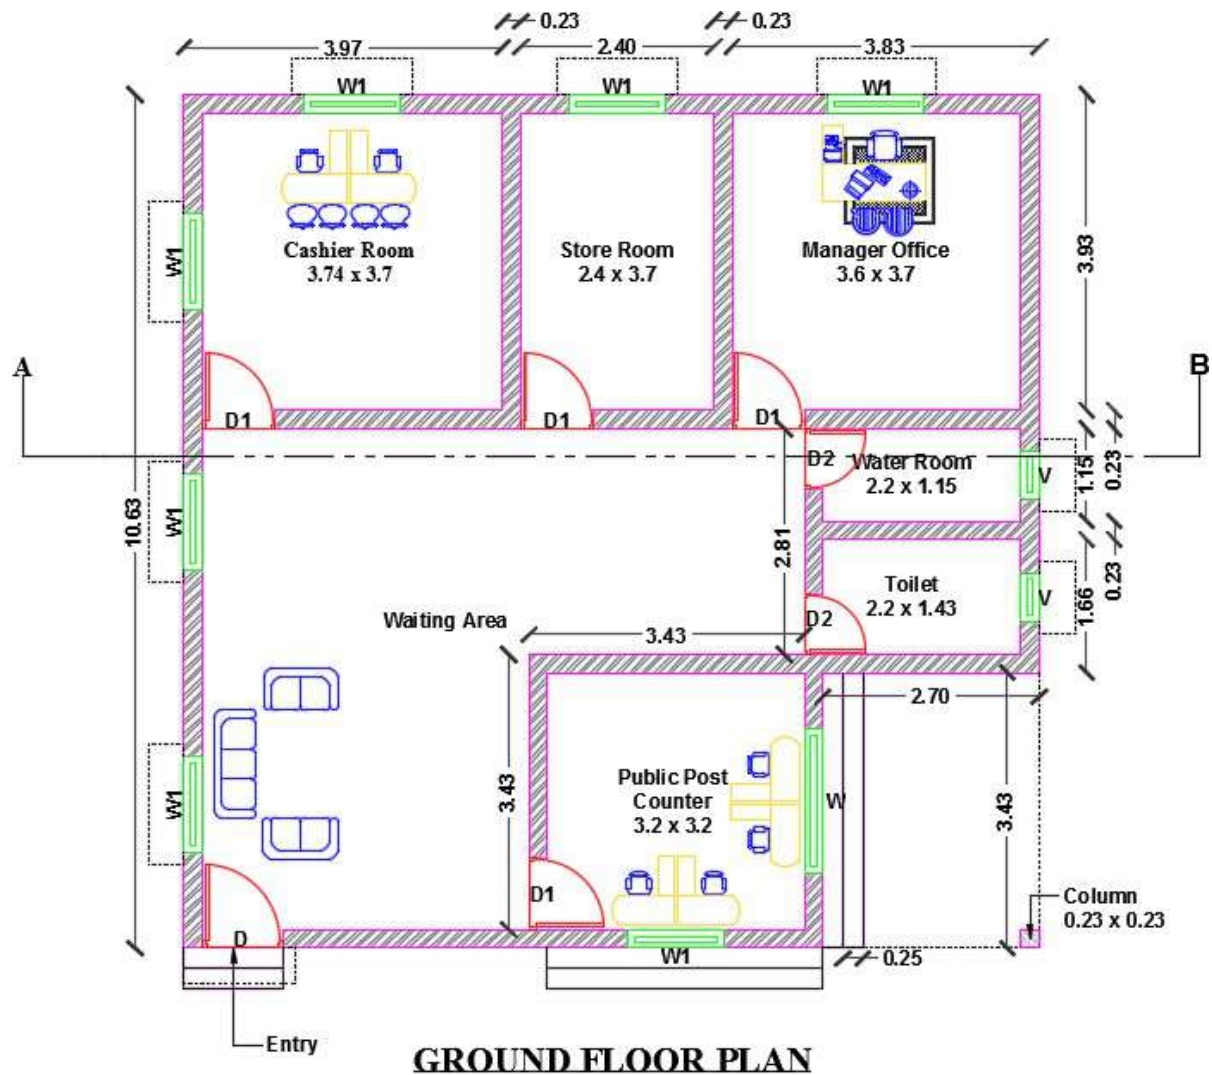 0.23
0.23
3.97
2.40
3.83
W1
W1
W1
Cashier Room
3.74 x 3.7
Store Room
2.4 x 3.7
Manager Office
3.6 x 3.7
3.93
W1
A
B
D1
D1
D1
D2
Water Room
2.2 x 1.15
V
1.15
0.23
10.63
W1
2.81
Toilet
2.2 x 1.43
V
1.66
0.23
D2
Waiting Area
3.43
2.70
3.43
Public Post
Counter
3.2 x 3.2
W
3.43
W1
D1
Column
0.23 x 0.23
D
W1
0.25
Entry
GROUND FLOOR PLAN